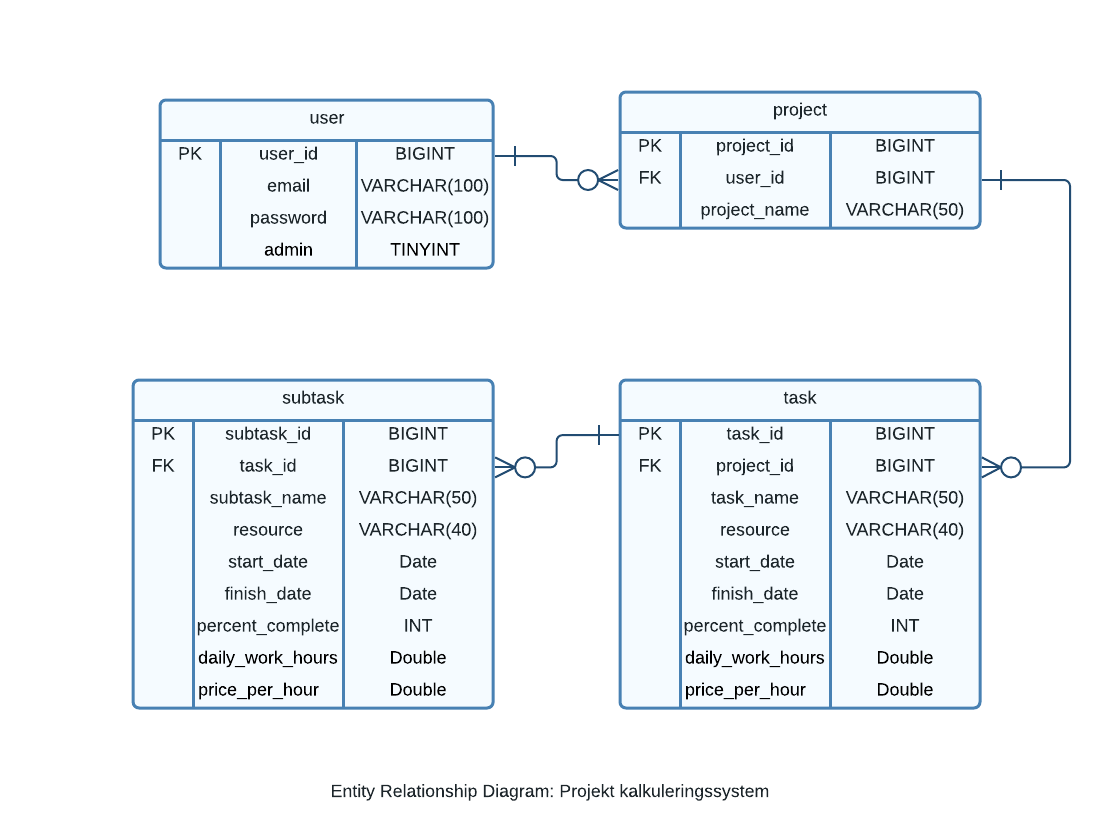 user
PK user_id BIGINT
email VARCHAR(100)
password VARCHAR(100)
admin TINYINT
project
PK project_id BIGINT
FK user_id BIGINT
project_name VARCHAR(50)
subtask
PK subtask_id BIGINT
FK task_id BIGINT
subtask_name VARCHAR(50)
resource VARCHAR(40)
start_date Date
finish_date Date
percent_complete INT
daily_work_hours Double
price_per_hour Double
task
PK task_id BIGINT
FK project_id BIGINT
task_name VARCHAR(50)
resource VARCHAR(40)
start_date Date
finish_date Date
percent_complete INT
daily_work_hours Double
price_per_hour Double
Entity Relationship Diagram: Projekt kalkuleringssystem